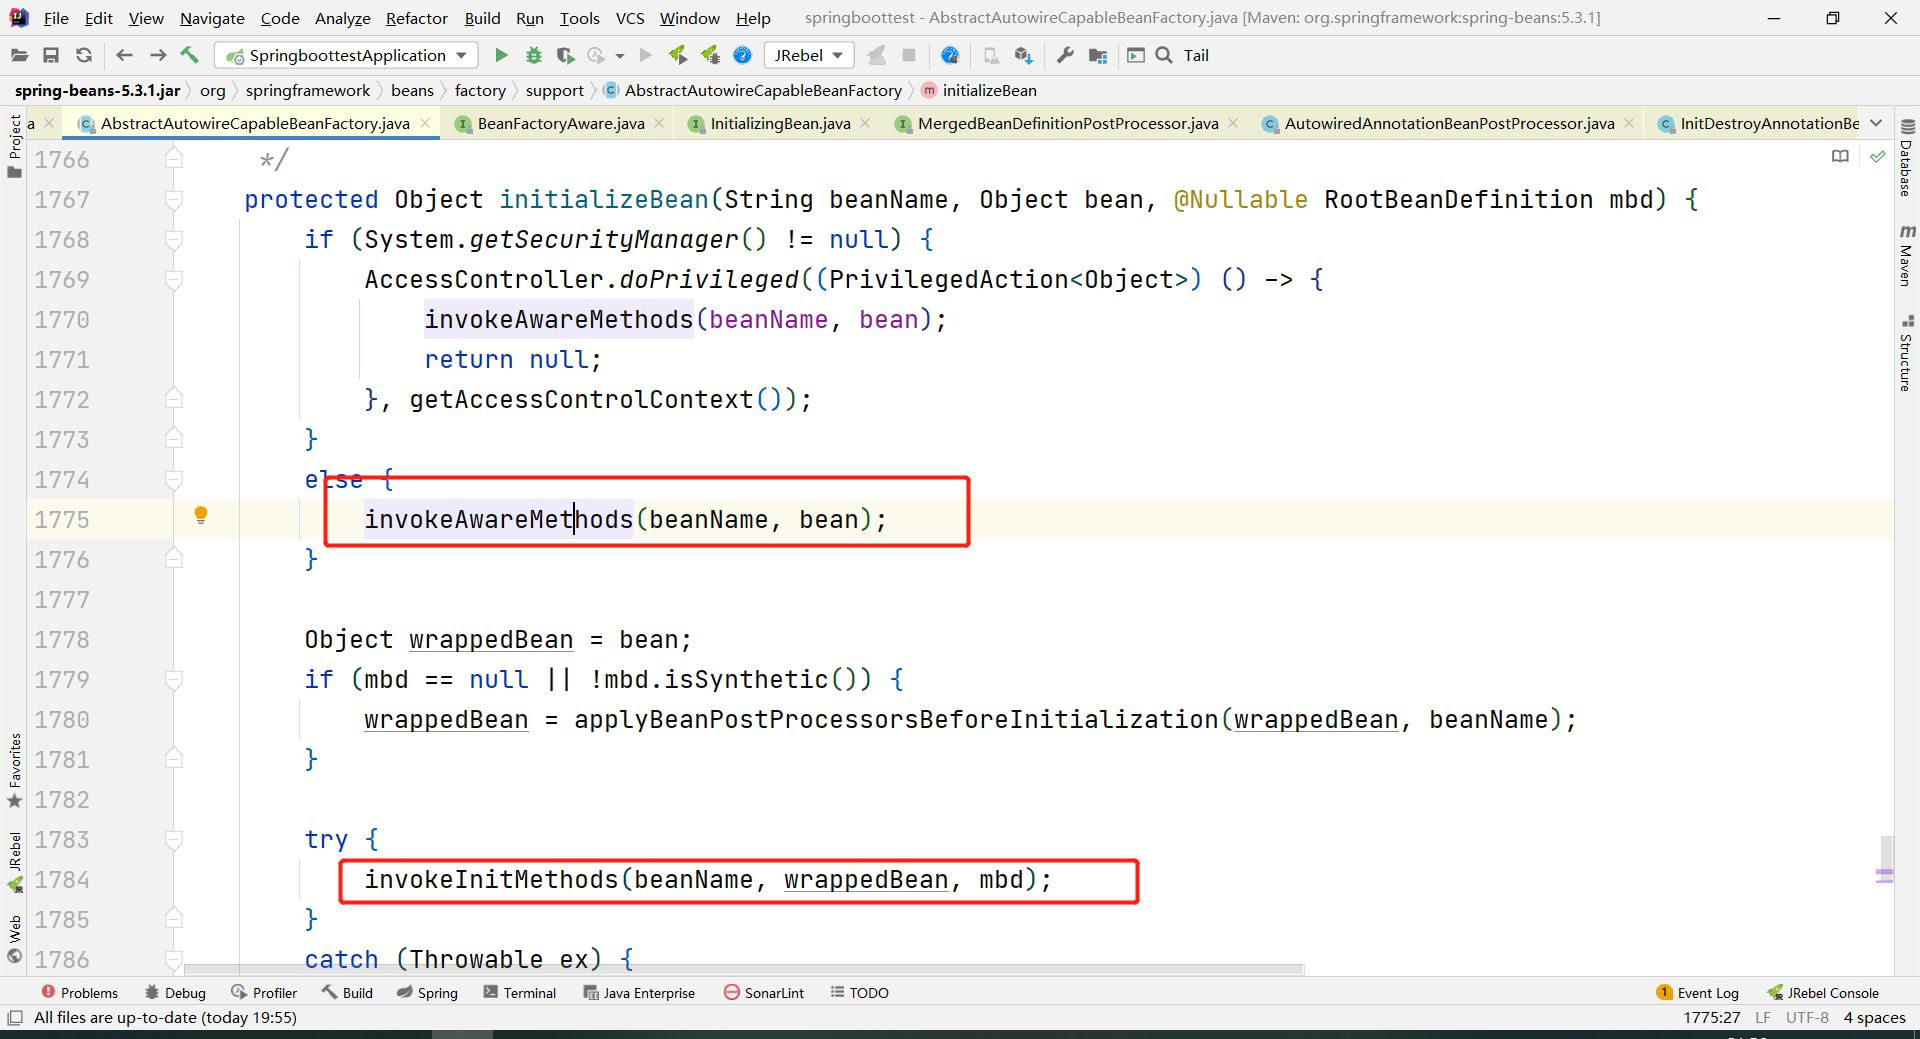 File Edit View Navigate Code Analyze Refactor Build Run Tools VCS Window Help springboottest - AbstractAutowireCapableBeanFactory.java [Maven: org.springframework:spring-beans:5.3.1]
SpringboottestApplication JRebel Tail
spring-beans-5.3.1.jar org springframework beans factory support AbstractAutowireCapableBeanFactory initializeBean
a AbstractAutowireCapableBeanFactory.java BeanFactoryAware.java InitializingBean.java MergedBeanDefinitionPostProcessor.java AutowiredAnnotationBeanPostProcessor.java InitDestroyAnnotationBe
Project
Favorites
JRebel
Web
1766 */
1767 protected Object initializeBean(String beanName, Object bean, @Nullable RootBeanDefinition mbd) {
1768 if (System.getSecurityManager() != null) {
1769 AccessController.doPrivileged((PrivilegedAction<Object>) () -> {
1770 invokeAwareMethods(beanName, bean);
1771 return null;
1772 }, getAccessControlContext());
1773 }
1774 else {
1775 invokeAwareMethods(beanName, bean);
1776 }
1777
1778 Object wrappedBean = bean;
1779 if (mbd == null || !mbd.isSynthetic()) {
1780 wrappedBean = applyBeanPostProcessorsBeforeInitialization(wrappedBean, beanName);
1781 }
1782
1783 try {
1784 invokeInitMethods(beanName, wrappedBean, mbd);
1785 }
1786 catch (Throwable ex) {
Database
Maven
Structure
Problems Debug Profiler Build Spring Terminal Java Enterprise SonarLint TODO 1 Event Log JRebel Console
All files are up-to-date (today 19:55) 1775:27 LF UTF-8 4 spaces